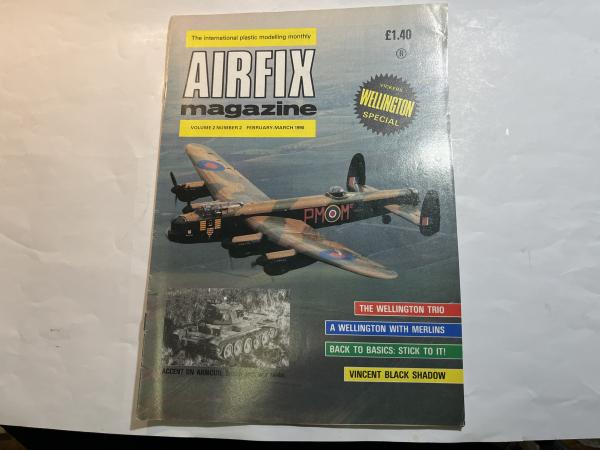 The international plastic modelling monthly
£1.40
®
AIRFIX
magazine
VOLUME 2 NUMBER 2 FEBRUARY/MARCH 1990
VICKERS
WELLINGTON
SPECIAL
PM M
THE WELLINGTON TRIO
A WELLINGTON WITH MERLINS
BACK TO BASICS: STICK TO IT!
VINCENT BLACK SHADOW
ACCENT ON ARMOUR